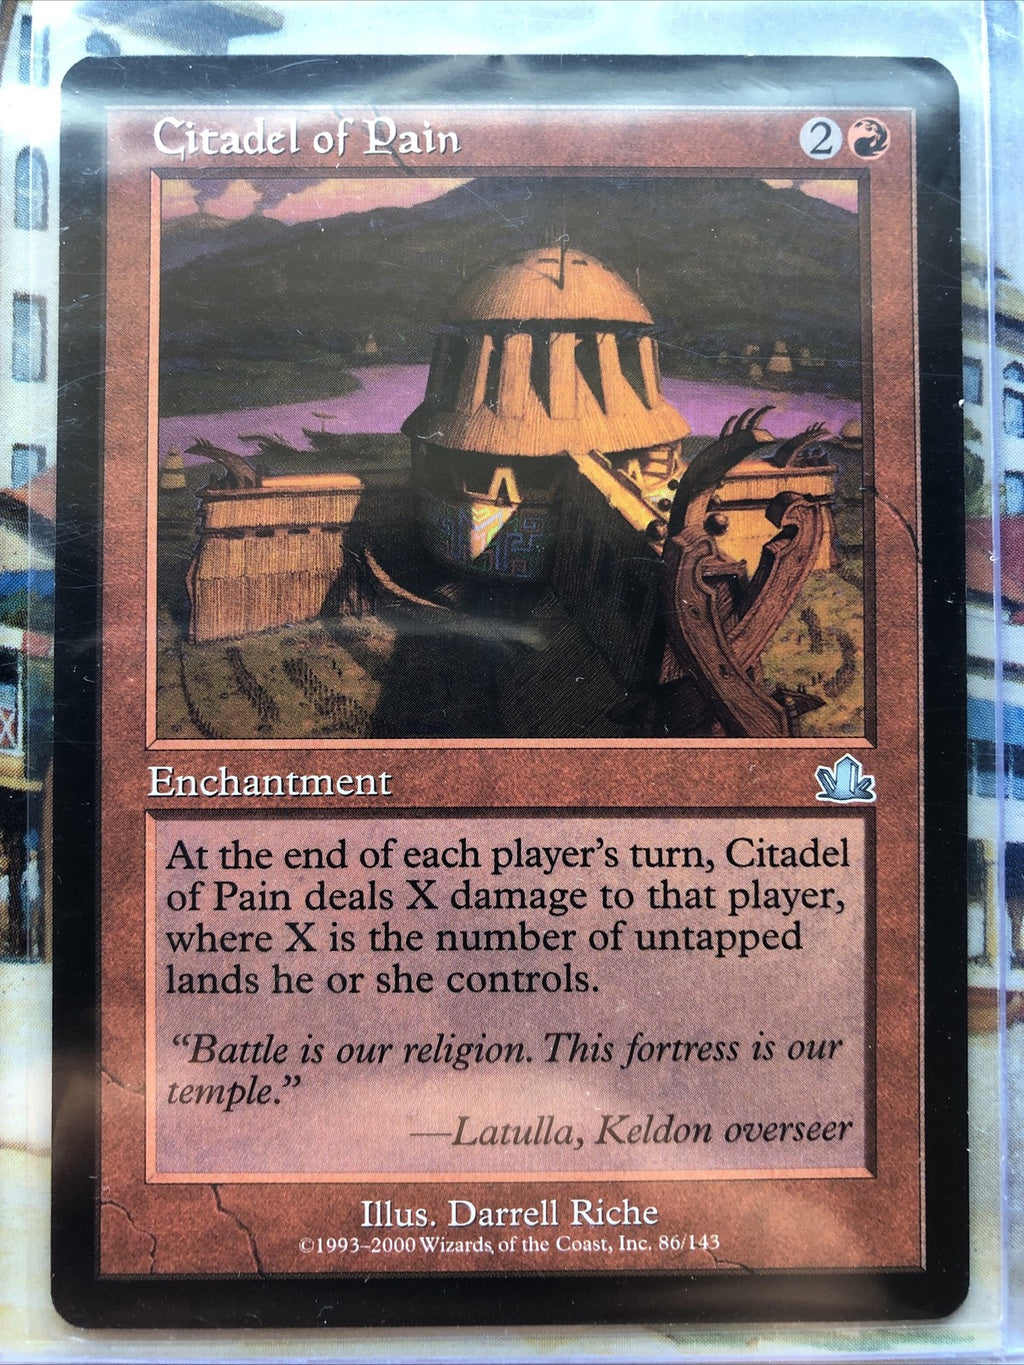 Citadel of Pain 2
Enchantment
At the end of each player's turn, Citadel
of Pain deals X damage to that player,
where X is the number of untapped
lands he or she controls.
“Battle is our religion. This fortress is our
temple.”
—Latulla, Keldon overseer
Illus. Darrell Riche
©1993–2000 Wizards of the Coast, Inc. 86/143